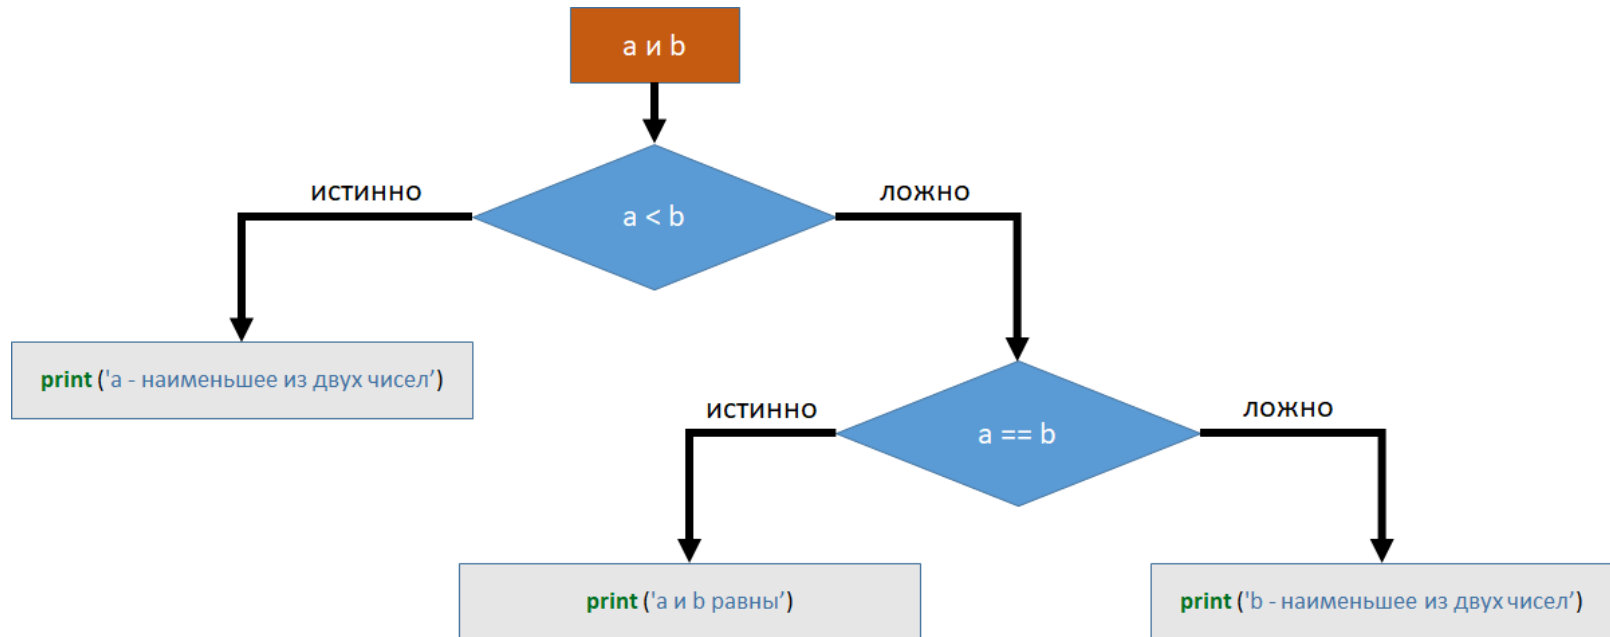 a и b
истинно
ложно
a < b
print ('a - наименьшее из двух чисел’)
истинно
ложно
a == b
print ('a и b равны’)
print ('b - наименьшее из двух чисел’)